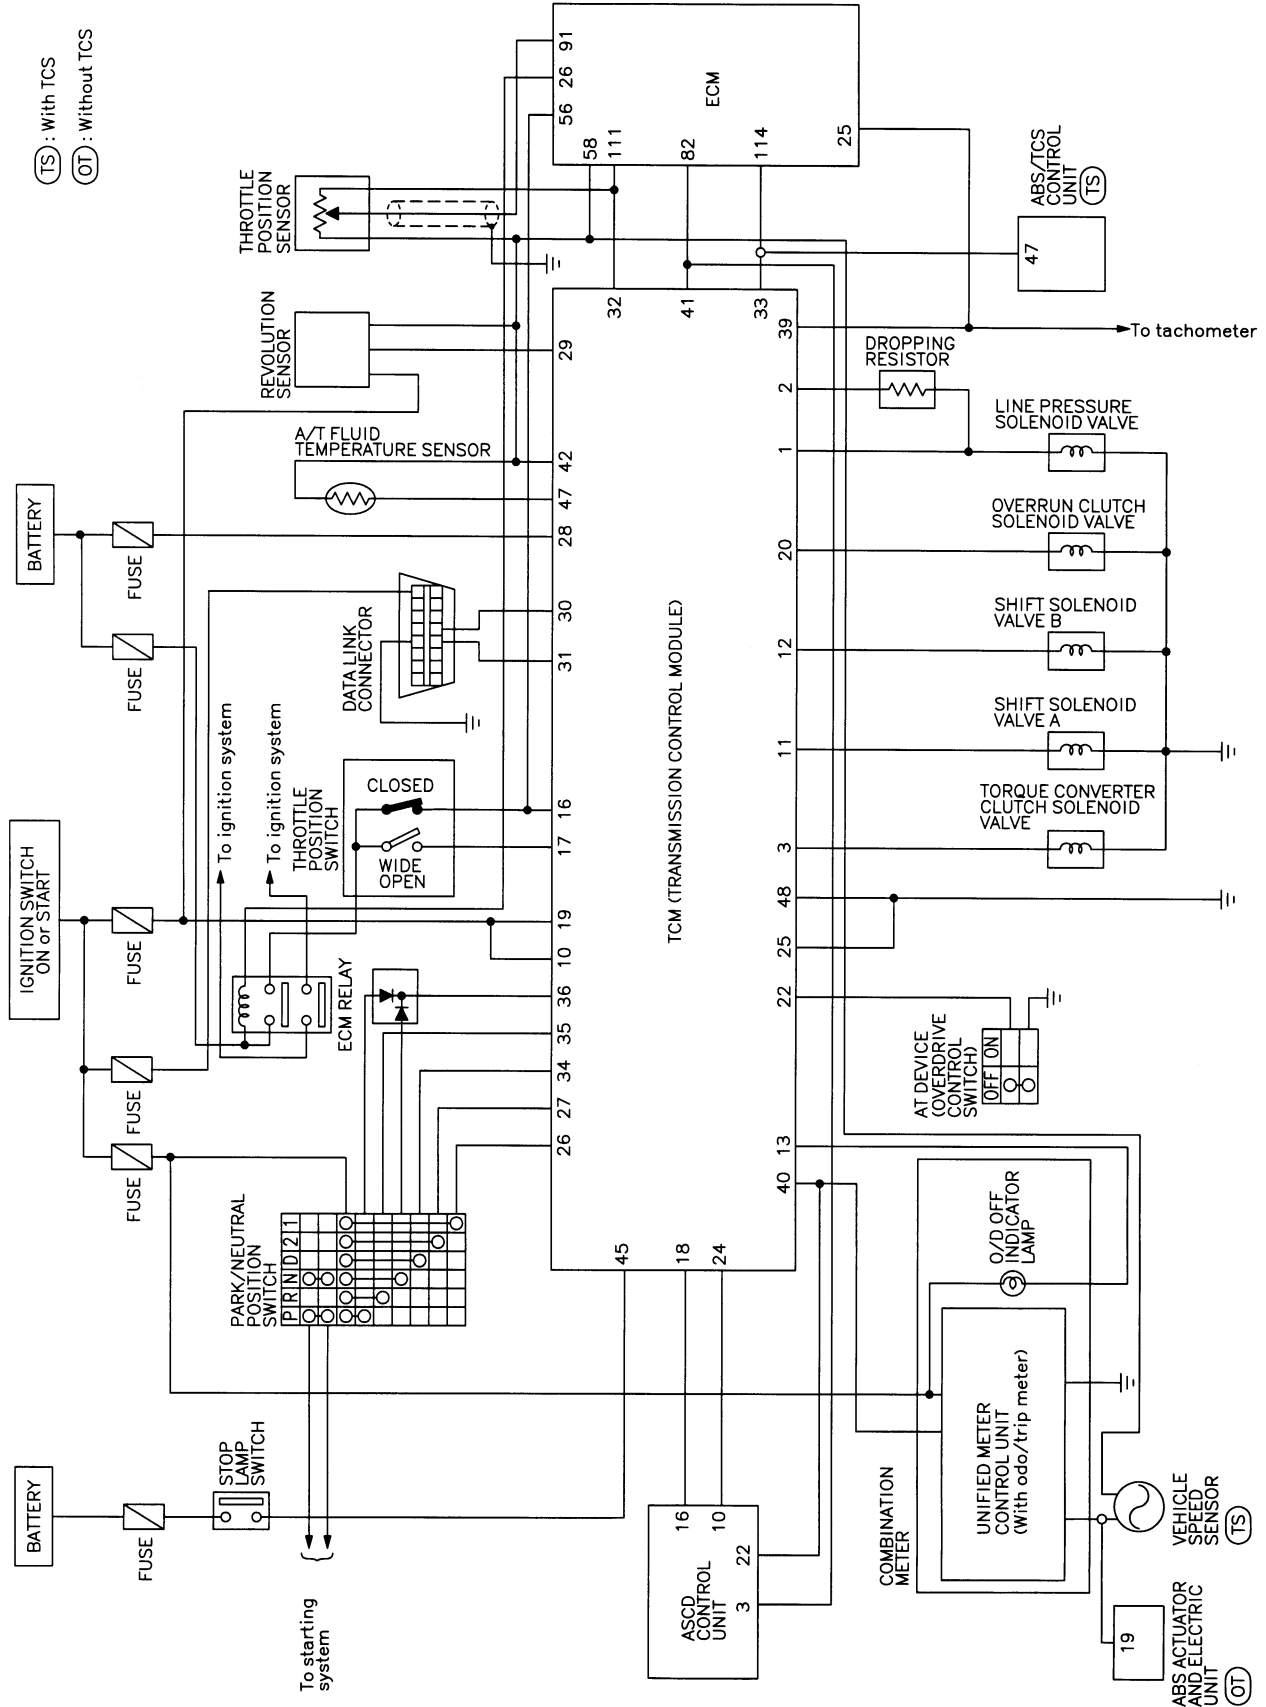 TS : With TCS
OT : Without TCS
BATTERY
FUSE
STOP
LAMP
SWITCH
To starting
system
IGNITION SWITCH
ON or START
FUSE
FUSE
FUSE
BATTERY
FUSE
FUSE
PARK/NEUTRAL
POSITION
SWITCH
P R N D 2 1
ECM RELAY
To ignition system
To ignition system
THROTTLE
POSITION
SWITCH
CLOSED
WIDE
OPEN
DATA LINK
CONNECTOR
A/T FLUID
TEMPERATURE SENSOR
REVOLUTION
SENSOR
THROTTLE
POSITION
SENSOR
26
27
34
35
36
10
19
17
16
31
30
28
47
42
29
TCM (TRANSMISSION CONTROL MODULE)
45
18
24
32
41
33
40
13
22
25
48
3
11
12
20
1
2
39
ECM
56
26
91
58
111
82
114
25
ASCD
CONTROL
UNIT
16
10
22
3
COMBINATION
METER
UNIFIED METER
CONTROL UNIT
(With odo/trip meter)
O/D OFF
INDICATOR
LAMP
AT DEVICE
(OVERDRIVE
CONTROL
SWITCH)
OFF ON
TORQUE CONVERTER
CLUTCH SOLENOID
VALVE
SHIFT SOLENOID
VALVE A
SHIFT SOLENOID
VALVE B
OVERRUN CLUTCH
SOLENOID VALVE
LINE PRESSURE
SOLENOID VALVE
DROPPING
RESISTOR
To tachometer
ABS/TCS
CONTROL
UNIT
TS
47
VEHICLE
SPEED
SENSOR
TS
19
ABS ACTUATOR
AND ELECTRIC
UNIT
OT